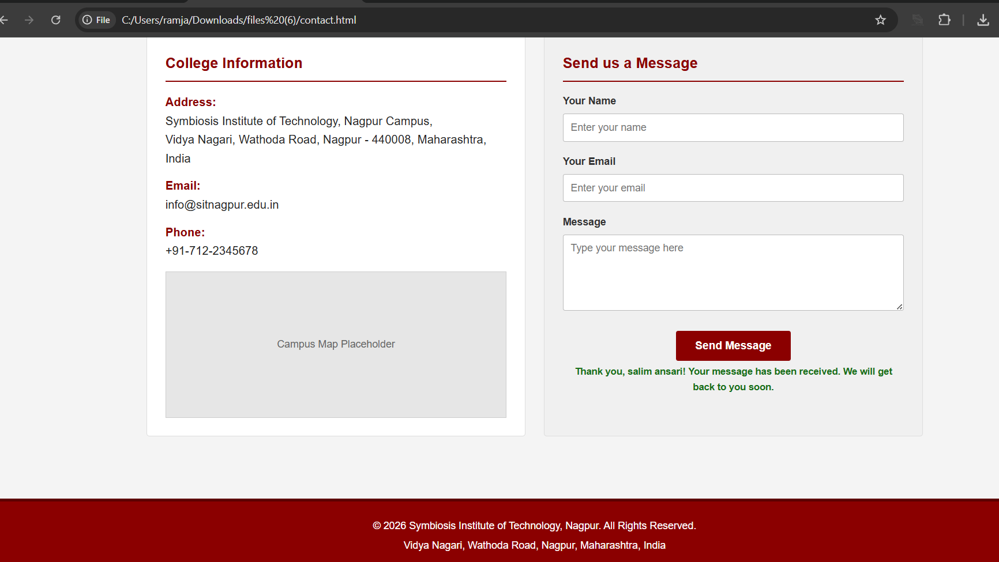 File C:/Users/ramja/Downloads/files%20(6)/contact.html
College Information
Address:
Symbiosis Institute of Technology, Nagpur Campus,
Vidya Nagari, Wathoda Road, Nagpur - 440008, Maharashtra,
India
Email:
info@sitnagpur.edu.in
Phone:
+91-712-2345678
Campus Map Placeholder
Send us a Message
Your Name
Enter your name
Your Email
Enter your email
Message
Type your message here
Send Message
Thank you, salim ansari! Your message has been received. We will get
back to you soon.
© 2026 Symbiosis Institute of Technology, Nagpur. All Rights Reserved.
Vidya Nagari, Wathoda Road, Nagpur, Maharashtra, India